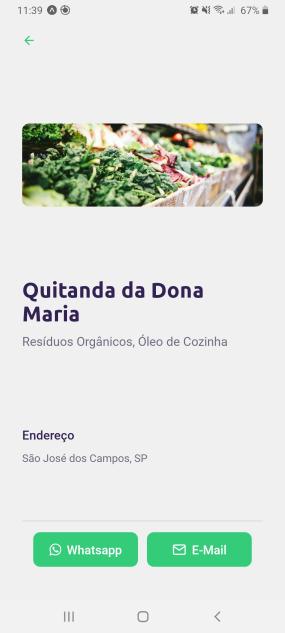 11:39 67%
Quitanda da Dona
Maria
Resíduos Orgânicos, Óleo de Cozinha
Endereço
São José dos Campos, SP
Whatsapp E-Mail